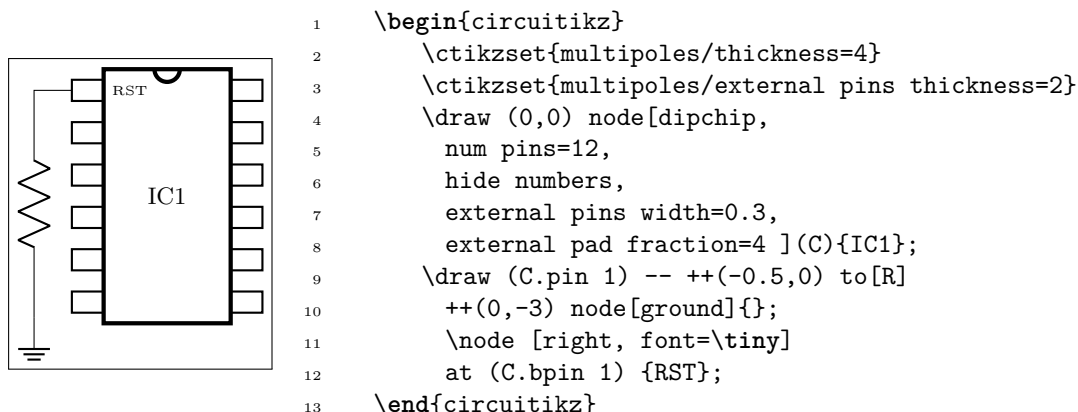 RST
IC1
1 \begin{circuitikz}
2 \ctikzset{multipoles/thickness=4}
3 \ctikzset{multipoles/external pins thickness=2}
4 \draw (0,0) node[dipchip,
5 num pins=12,
6 hide numbers,
7 external pins width=0.3,
8 external pad fraction=4 ](C){IC1};
9 \draw (C.pin 1) -- ++(-0.5,0) to[R]
10 ++(0,-3) node[ground]{};
11 \node [right, font=\tiny]
12 at (C.bpin 1) {RST};
13 \end{circuitikz}